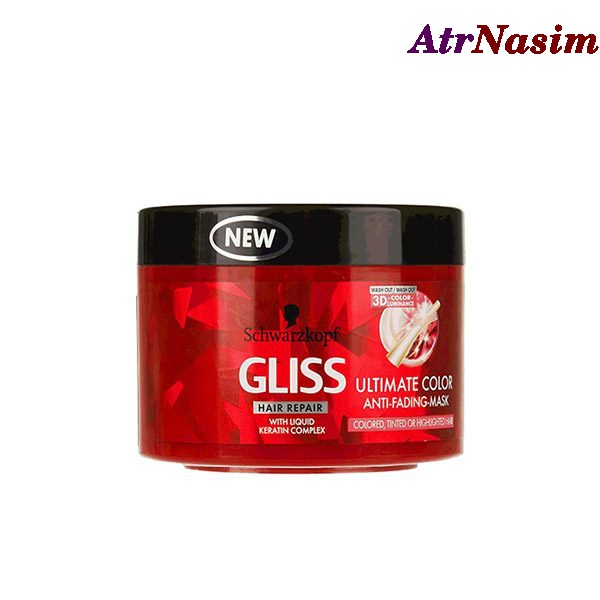 AtrNasim
NEW
WASH OUT / WASH OUT
3D-COLOR-
LUMINANCE
Schwarzkopf
GLISS
HAIR REPAIR
WITH LIQUID
KERATIN COMPLEX
ULTIMATE COLOR
ANTI-FADING-MASK
COLORED, TINTED OR HIGHLIGHTED HAIR